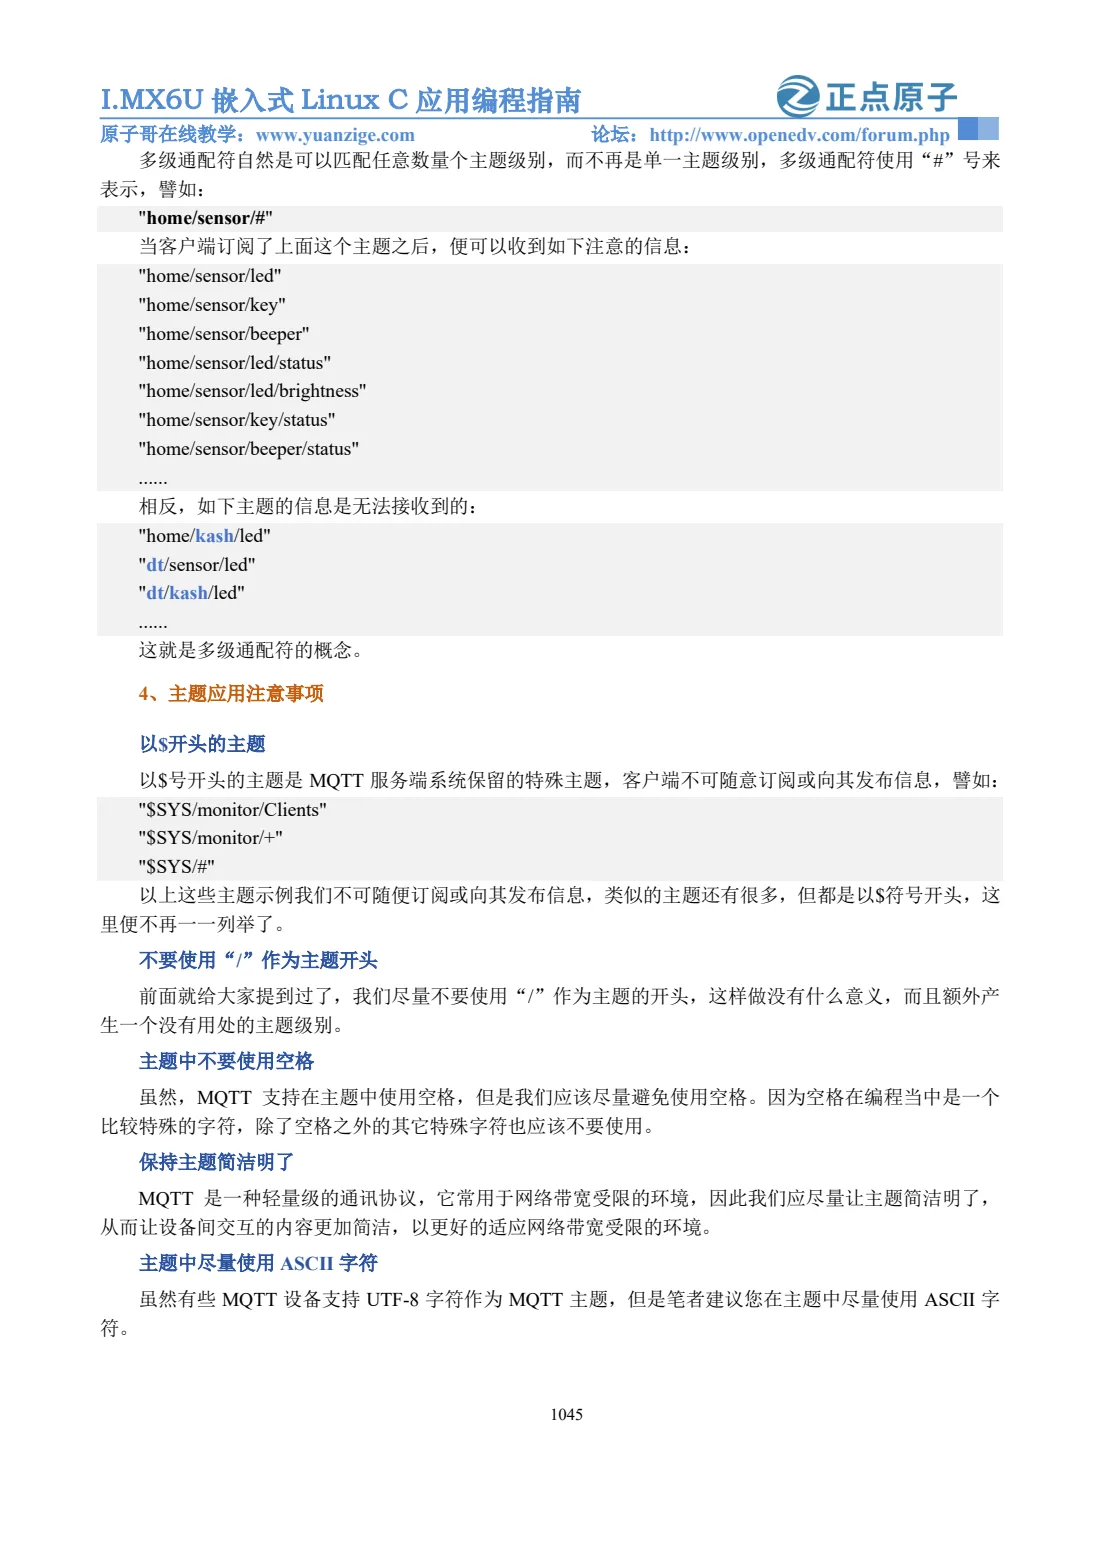 I.MX6U 嵌入式 Linux C 应用编程指南
正点原子
原子哥在线教学：www.yuanzige.com 论坛：http://www.openedv.com/forum.php
多级通配符自然是可以匹配任意数量个主题级别，而不再是单一主题级别，多级通配符使用“#”号来
表示，譬如：
"home/sensor/#"
当客户端订阅了上面这个主题之后，便可以收到如下注意的信息：
"home/sensor/led"
"home/sensor/key"
"home/sensor/beeper"
"home/sensor/led/status"
"home/sensor/led/brightness"
"home/sensor/key/status"
"home/sensor/beeper/status"
......
相反，如下主题的信息是无法接收到的：
"home/kash/led"
"dt/sensor/led"
"dt/kash/led"
......
这就是多级通配符的概念。
4、主题应用注意事项
以$开头的主题
以$号开头的主题是 MQTT 服务端系统保留的特殊主题，客户端不可随意订阅或向其发布信息，譬如：
"$SYS/monitor/Clients"
"$SYS/monitor/+"
"$SYS/#"
以上这些主题示例我们不可随便订阅或向其发布信息，类似的主题还有很多，但都是以$符号开头，这
里便不再一一列举了。
不要使用“/”作为主题开头
前面就给大家提到过了，我们尽量不要使用“/”作为主题的开头，这样做没有什么意义，而且额外产
生一个没有用处的主题级别。
主题中不要使用空格
虽然，MQTT 支持在主题中使用空格，但是我们应该尽量避免使用空格。因为空格在编程当中是一个
比较特殊的字符，除了空格之外的其它特殊字符也应该不要使用。
保持主题简洁明了
MQTT 是一种轻量级的通讯协议，它常用于网络带宽受限的环境，因此我们应尽量让主题简洁明了，
从而让设备间交互的内容更加简洁，以更好的适应网络带宽受限的环境。
主题中尽量使用 ASCII 字符
虽然有些 MQTT 设备支持 UTF-8 字符作为 MQTT 主题，但是笔者建议您在主题中尽量使用 ASCII 字
符。
1045